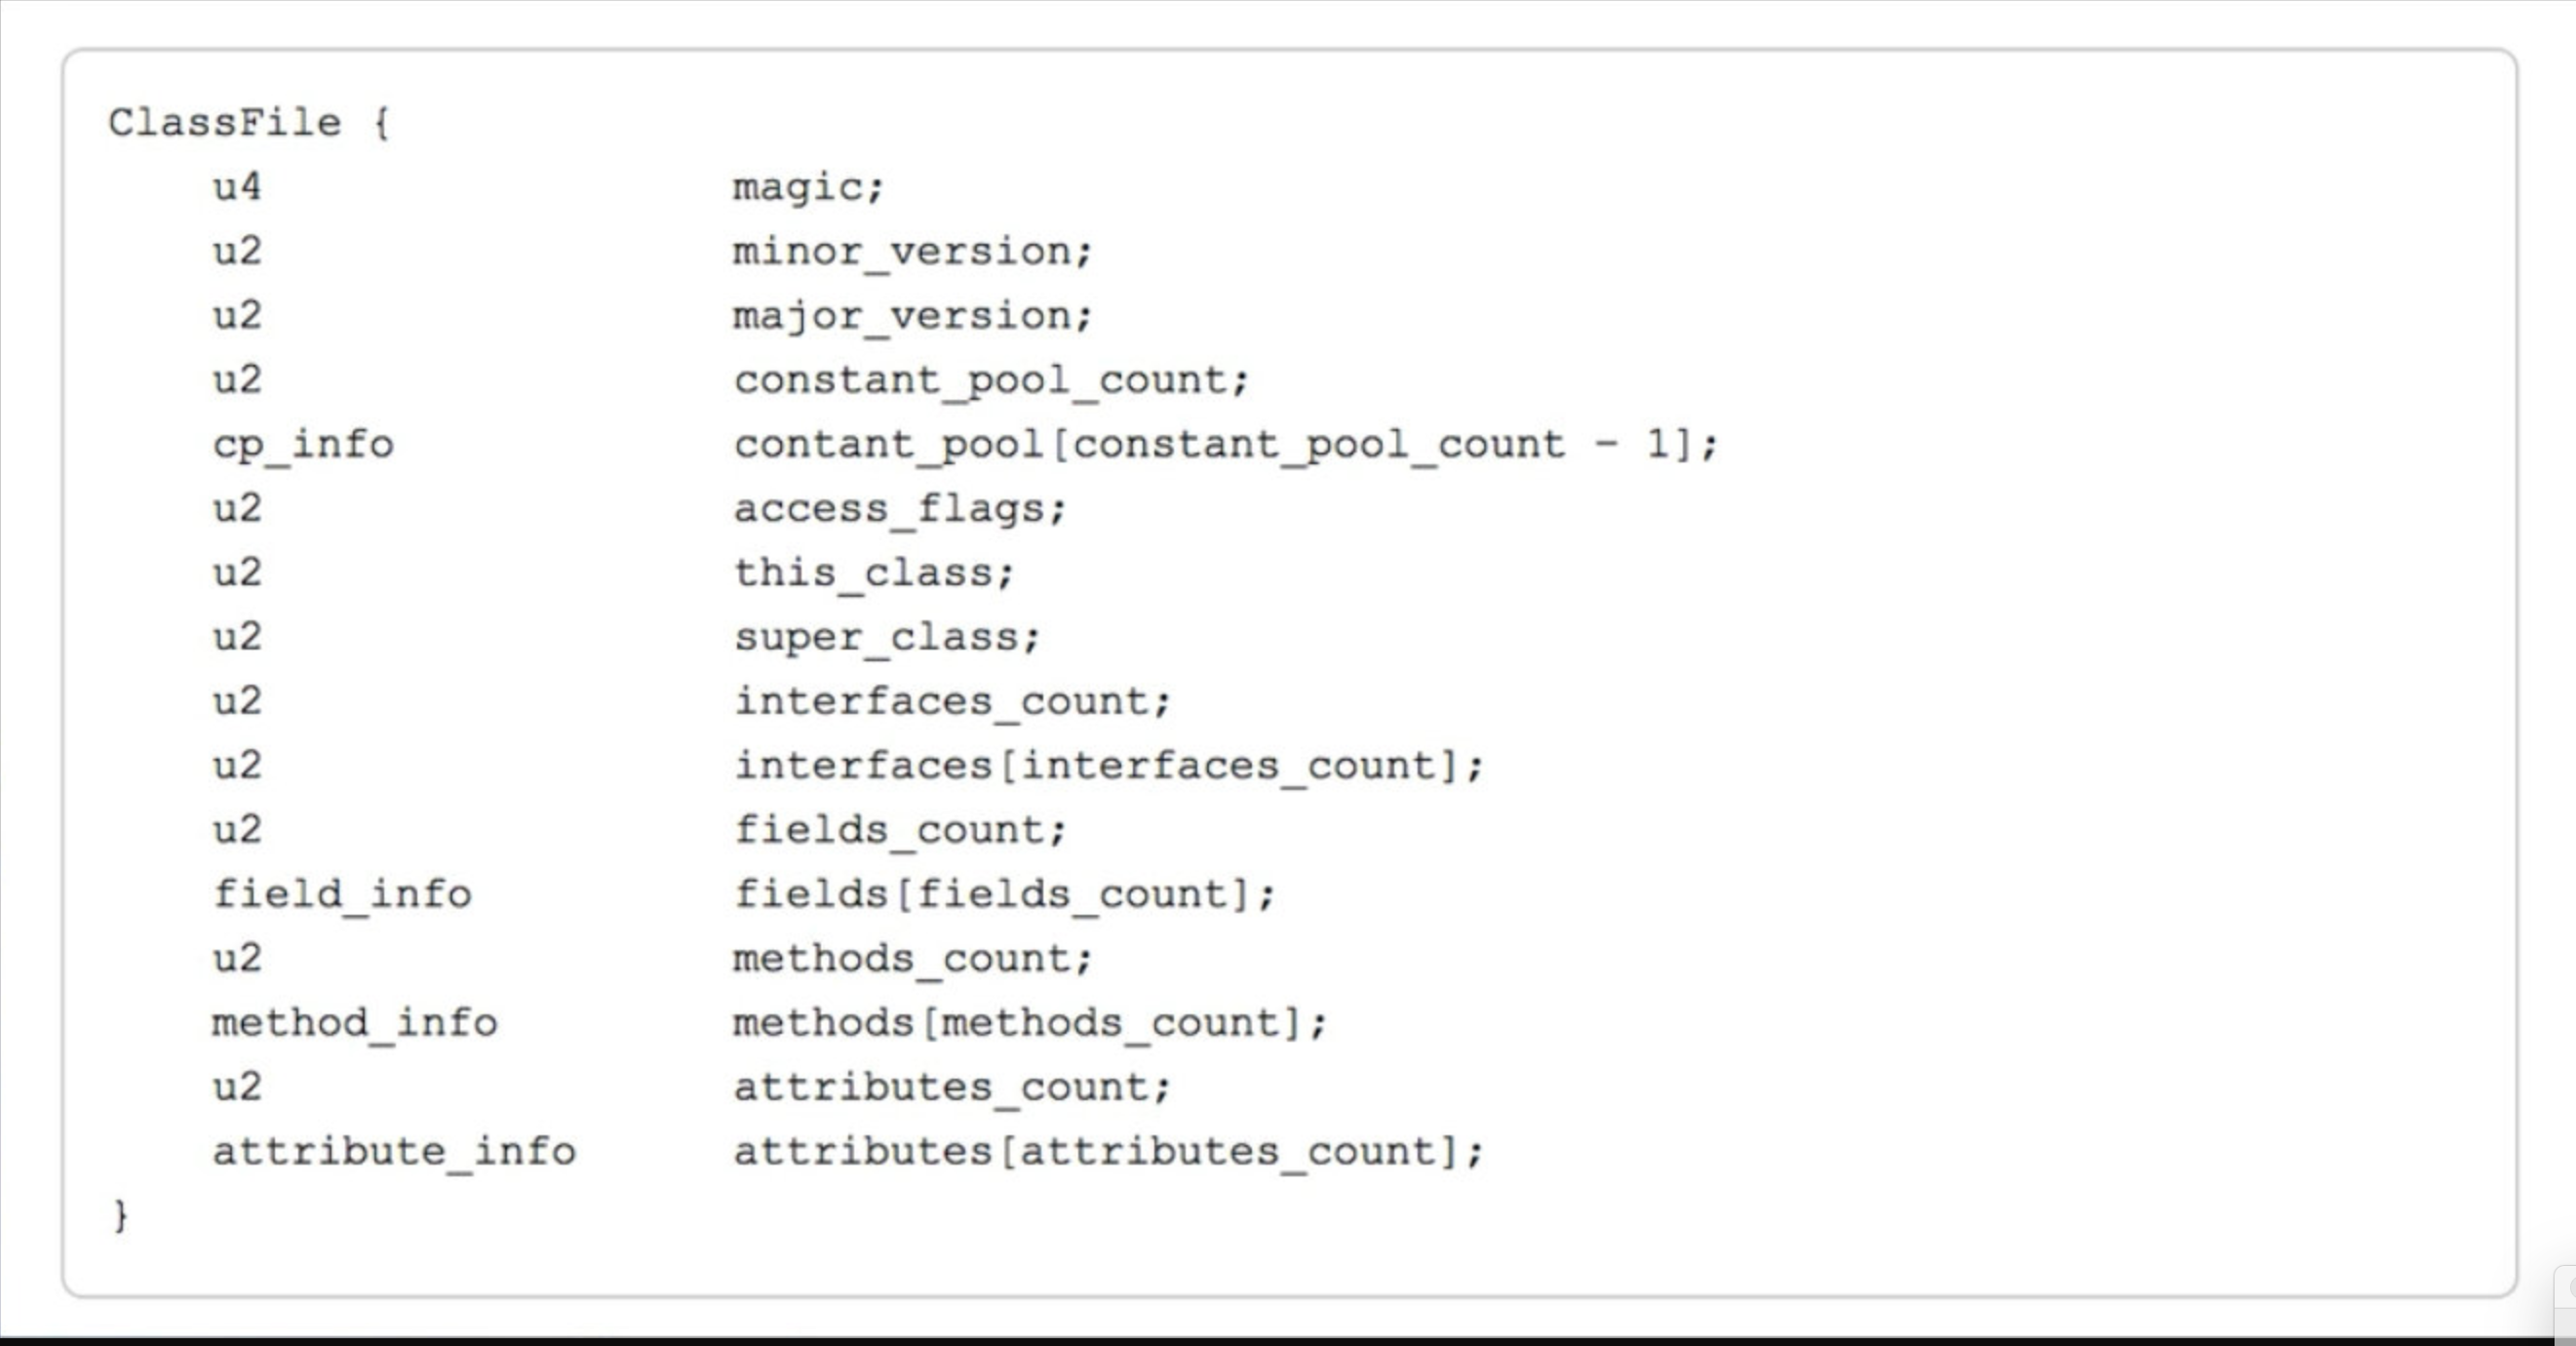 ClassFile {
u4 magic;
u2 minor_version;
u2 major_version;
u2 constant_pool_count;
cp_info contant_pool[constant_pool_count - 1];
u2 access_flags;
u2 this_class;
u2 super_class;
u2 interfaces_count;
u2 interfaces[interfaces_count];
u2 fields_count;
field_info fields[fields_count];
u2 methods_count;
method_info methods[methods_count];
u2 attributes_count;
attribute_info attributes[attributes_count];
}